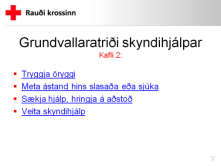 Rauði krossinn
Grundvallaratriði skyndihjálpar
Kafli 2:
Tryggja öryggi
Meta ástand hins slasaða eða sjúka
Sækja hjálp, hringja á aðstoð
Veita skyndihjálp